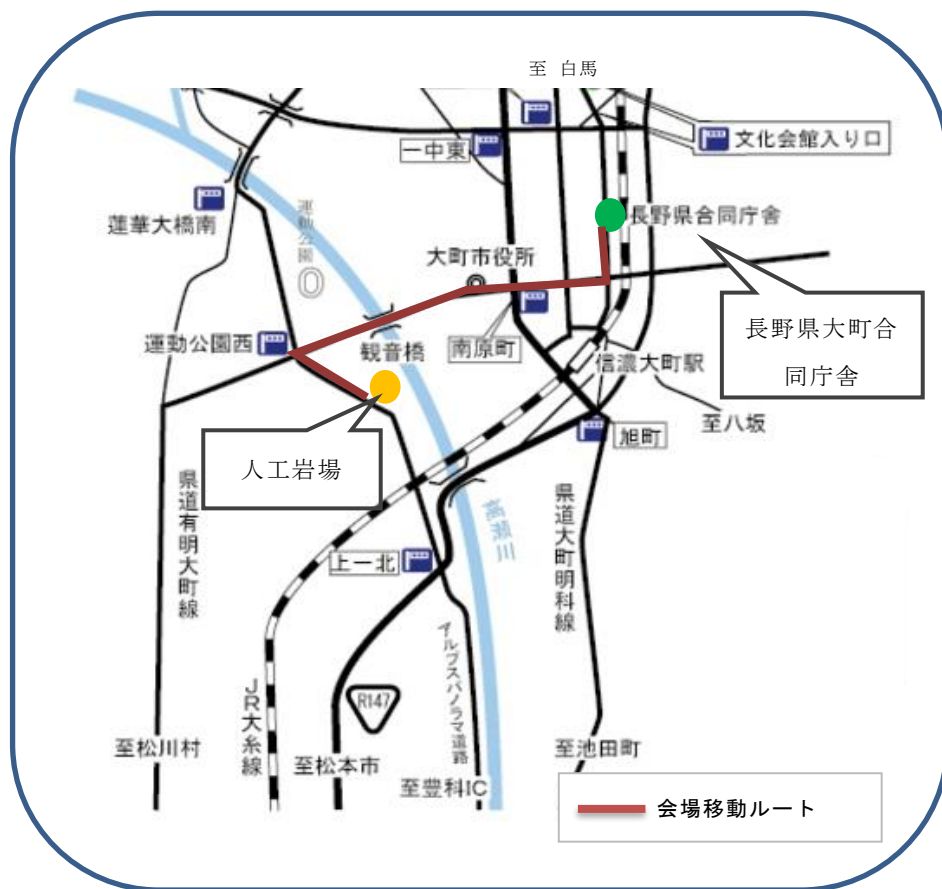 至 白馬
文化会館入り口
一中東
蓮華大橋南
運動公園
長野県合同庁舎
大町市役所
運動公園西
観音橋
南原町
信濃大町駅
長野県大町合
同庁舎
至八坂
旭町
人工岩場
県道有明大町線
高瀬川
県道大町明科線
上一北
アルプスパノラマ道路
JR大糸線
R147
至松川村
至松本市
至豊科IC
至池田町
会場移動ルート